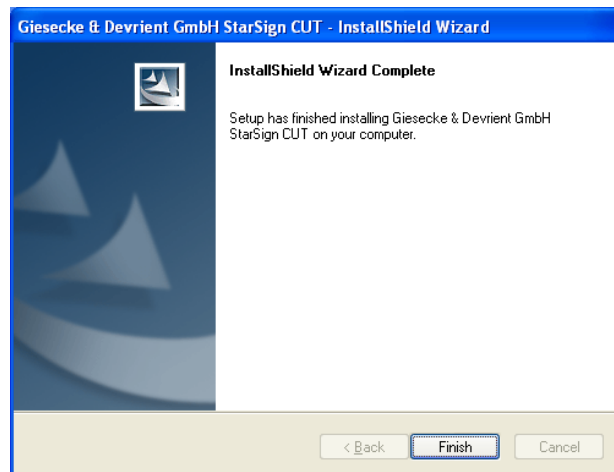 Giesecke & Devrient GmbH StarSign CUT - InstallShield Wizard
InstallShield Wizard Complete
Setup has finished installing Giesecke & Devrient GmbH
StarSign CUT on your computer.
< Back Finish Cancel